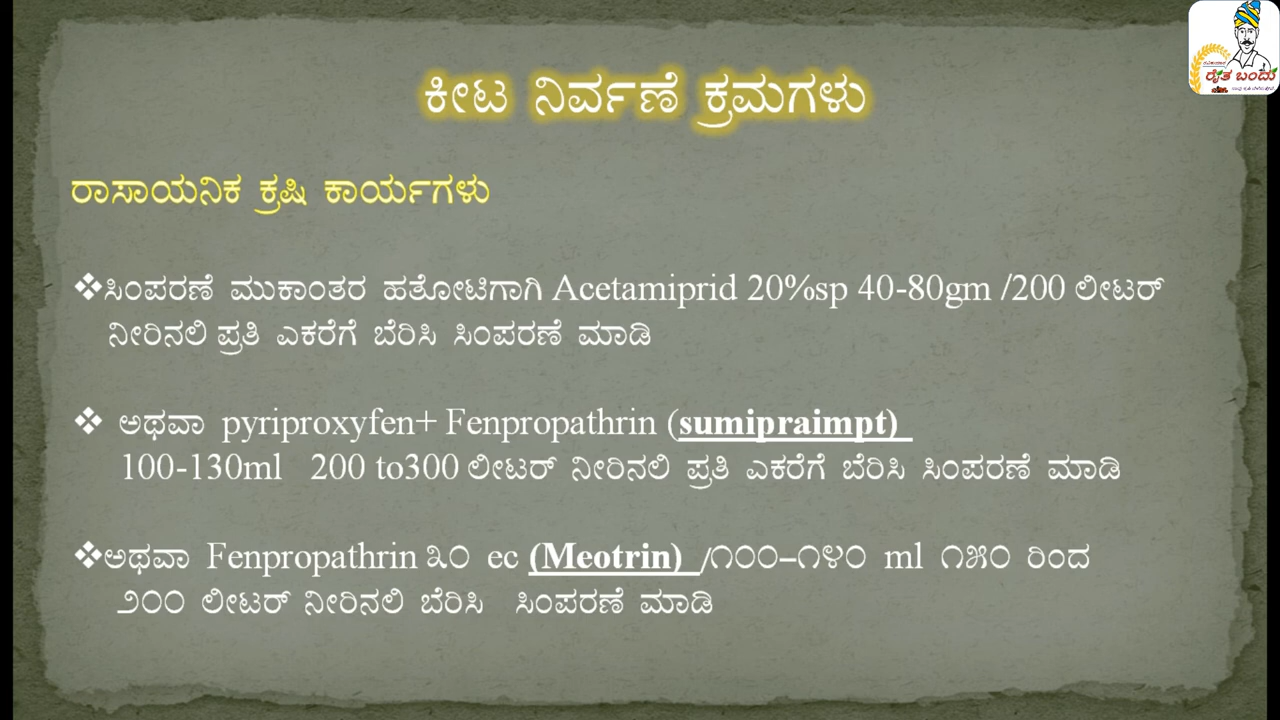 ಕೀಟ ನಿರ್ವಣೆ ಕ್ರಮಗಳು
ರೈತ ಬಂದು
ರಾಸಾಯನಿಕ ಕ್ರಷಿ ಕಾರ್ಯಗಳು
❖ಸಿಂಪರಣೆ ಮುಕಾಂತರ ಹತೋಟಿಗಾಗಿ Acetamiprid 20%sp 40-80gm /200 ಲೀಟರ್
ನೀರಿನಲಿ ಪ್ರತಿ ಎಕರೆಗೆ ಬೆರಿಸಿ ಸಿಂಪರಣೆ ಮಾಡಿ
❖ ಅಥವಾ pyriproxyfen+ Fenpropathrin (sumipraimpt)
100-130ml 200 to300 ಲೀಟರ್ ನೀರಿನಲಿ ಪ್ರತಿ ಎಕರೆಗೆ ಬೆರಿಸಿ ಸಿಂಪರಣೆ ಮಾಡಿ
❖ಅಥವಾ Fenpropathrin ೩೦ ec (Meotrin) /೧೦೦–೧೪೦ ml ೧೫೦ ರಿಂದ
೨೦೦ ಲೀಟರ್ ನೀರಿನಲಿ ಬೆರಿಸಿ ಸಿಂಪರಣೆ ಮಾಡಿ